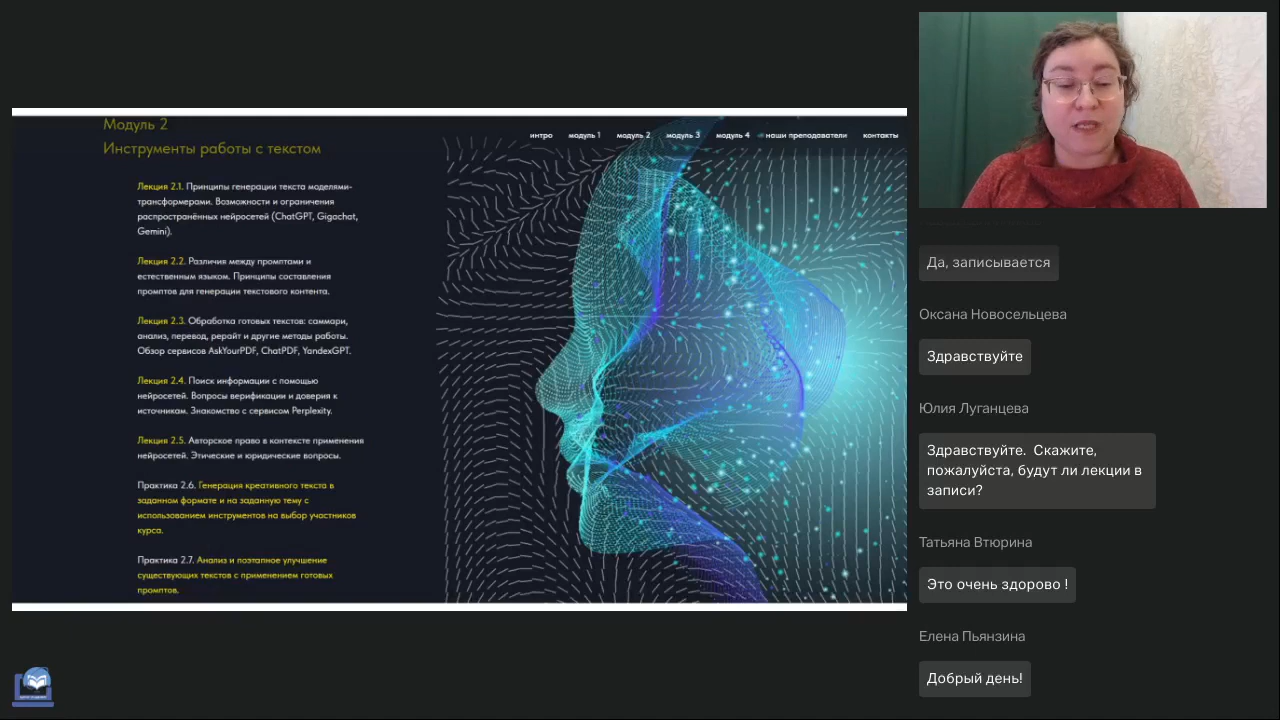 Модуль 2
Инструменты работы с текстом
интро модуль 1 модуль 2 модуль 3 модуль 4 наши преподаватели контакты
Лекция 2.1. Принципы генерации текста моделями-
трансформерами. Возможности и ограничения
распространённых нейросетей (ChatGPT, Gigachat,
Gemini).
Лекция 2.2. Различия между промптами и
естественным языком. Принципы составления
промптов для генерации текстового контента.
Лекция 2.3. Обработка готовых текстов: саммари,
анализ, перевод, рерайт и другие методы работы.
Обзор сервисов AskYourPDF, ChatPDF, YandexGPT.
Лекция 2.4. Поиск информации с помощью
нейросетей. Вопросы верификации и доверия к
источникам. Знакомство с сервисом Perplexity.
Лекция 2.5. Авторское право в контексте применения
нейросетей. Этические и юридические вопросы.
Практика 2.6. Генерация креативного текста в
заданном формате и на заданную тему с
использованием инструментов на выбор участников
курса.
Практика 2.7. Анализ и поэтапное улучшение
существующих текстов с применением готовых
промптов.
Да, записывается
Оксана Новосельцева
Здравствуйте
Юлия Луганцева
Здравствуйте. Скажите,
пожалуйста, будут ли лекции в
записи?
Татьяна Втюрина
Это очень здорово !
Елена Пьянзина
Добрый день!